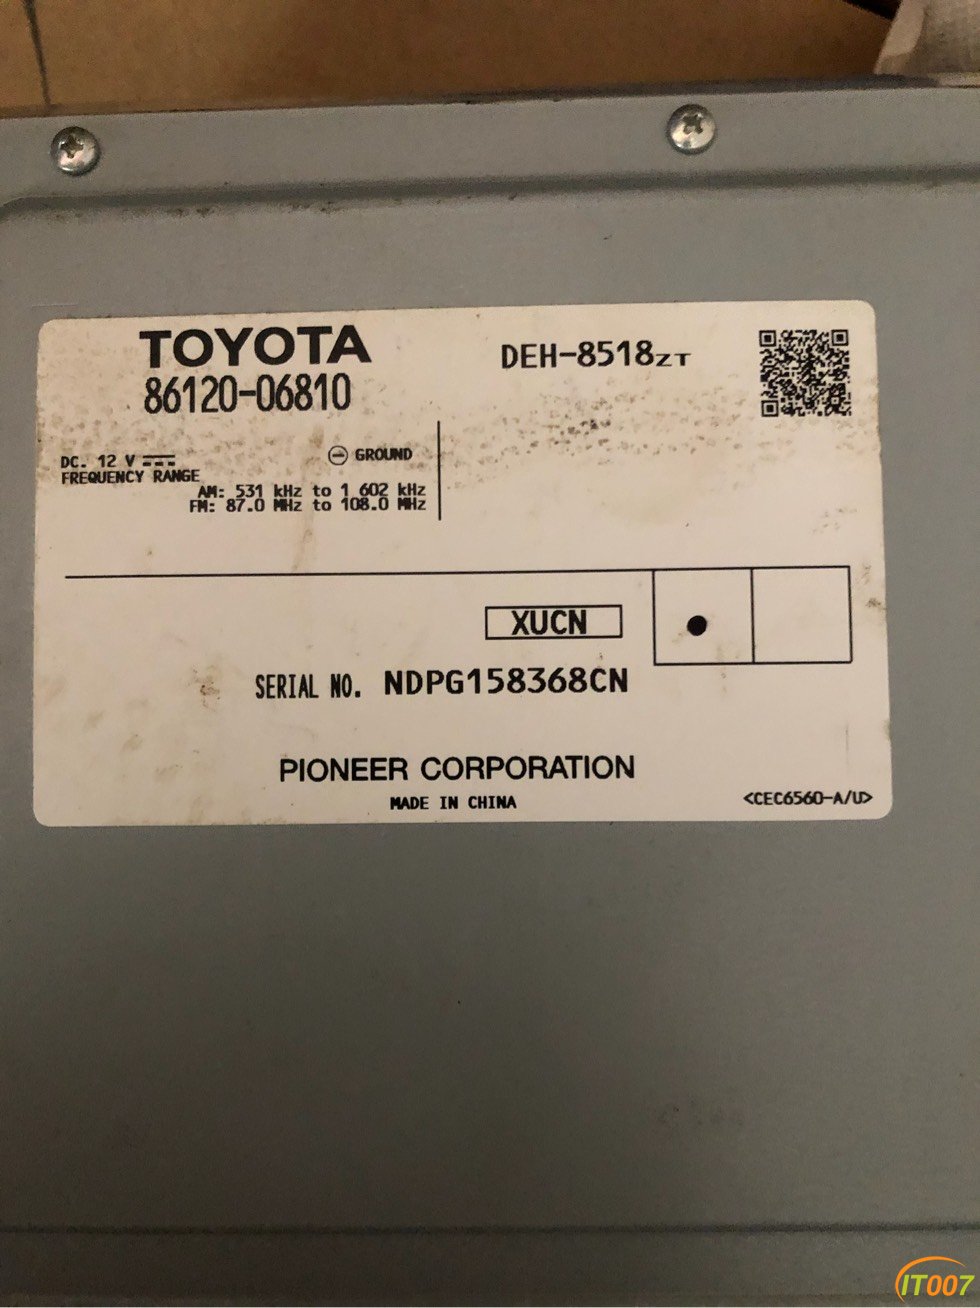 TOYOTA
86120-06810
DEH-8518ZT
DC. 12 V
GROUND
FREQUENCY RANGE
AM: 531 kHz to 1 602 kHz
FM: 87.0 MHz to 108.0 MHz
XUCN
SERIAL NO. NDPG158368CN
PIONEER CORPORATION
MADE IN CHINA
<CEC6560-A/U>
IT007